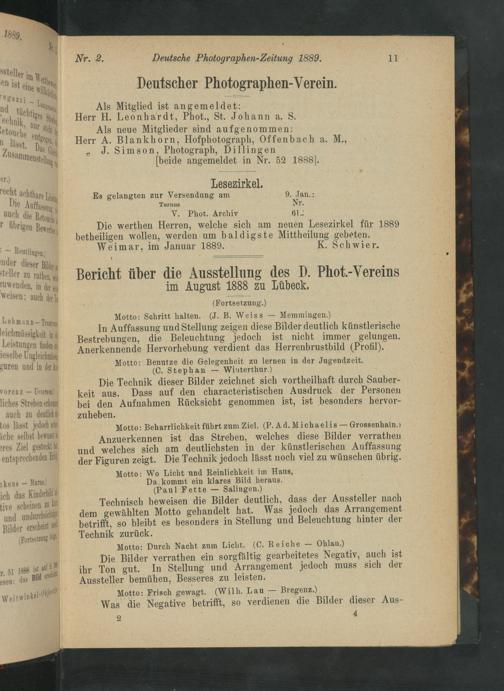 1889.
Nr. 2. Deutsche Photographen-Zeitung 1889. 11
Deutscher Photographen-Verein.
Als Mitglied ist angemeldet:
Herr H. Leonhardt, Phot., St. Johann a. S.
Als neue Mitglieder sind aufgenommen:
Herr A. Blankhorn, Hofphotograph, Offenbach a. M.,
„ J. Simson, Photograph, Dillingen
[beide angemeldet in Nr. 52 1888].
Lesezirkel.
Es gelangten zur Versendung am 9. Jan.:
Turnus Nr.
V. Phot. Archiv 61.:
Die werthen Herren, welche sich am neuen Lesezirkel für 1889
betheiligen wollen, werden um baldigste Mittheilung gebeten.
Weimar, im Januar 1889. K. Schwier.
Bericht über die Ausstellung des D. Phot.-Vereins
im August 1888 zu Lübeck.
(Fortsetzung.)
Motto: Schritt halten. (J. B. Weiss — Memmingen.)
In Auffassung und Stellung zeigen diese Bilder deutlich künstlerische
Bestrebungen, die Beleuchtung jedoch ist nicht immer gelungen.
Anerkennende Hervorhebung verdient das Herrenbrustbild (Profil).
Motto: Benutze die Gelegenheit zu lernen in der Jugendzeit.
(C. Stephan — Winterthur.)
Die Technik dieser Bilder zeichnet sich vortheilhaft durch Sauber-
keit aus. Dass auf den characteristischen Ausdruck der Personen
bei den Aufnahmen Rücksicht genommen ist, ist besonders hervor-
zuheben.
Motto: Beharrlichkeit führt zum Ziel. (P. Ad. Michaelis — Grossenhain.)
Anzuerkennen ist das Streben, welches diese Bilder verrathen
und welches sich am deutlichsten in der künstlerischen Auffassung
der Figuren zeigt. Die Technik jedoch lässt noch viel zu wünschen übrig.
Motto: Wo Licht und Reinlichkeit im Haus,
Da kommt ein klares Bild heraus.
(Paul Fette — Salingen.)
Technisch beweisen die Bilder deutlich, dass der Aussteller nach
dem gewählten Motto gehandelt hat. Was jedoch das Arrangement
betrifft, so bleibt es besonders in Stellung und Beleuchtung hinter der
Technik zurück.
Motto: Durch Nacht zum Licht. (C. Reiche — Ohlau.)
Die Bilder verrathen ein sorgfältig gearbeitetes Negativ, auch ist
ihr Ton gut. In Stellung und Arrangement jedoch muss sich der
Aussteller bemühen, Besseres zu leisten.
Motto: Frisch gewagt. (Wilh. Lau — Bregenz.)
Was die Negative betrifft, so verdienen die Bilder dieser Aus-
2 4